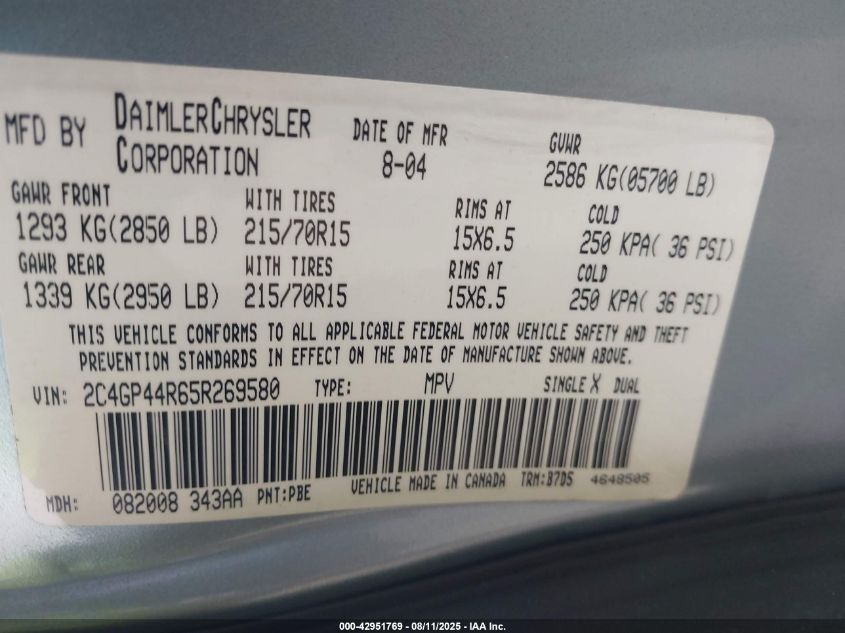 MFD BY DAIMLERCHRYSLER CORPORATION DATE OF MFR 8-04 GVWR 2586 KG(05700 LB)
GAWR FRONT WITH TIRES RIMS AT COLD
1293 KG(2850 LB) 215/70R15 15X6.5 250 KPA( 36 PSI)
GAWR REAR WITH TIRES RIMS AT COLD
1339 KG(2950 LB) 215/70R15 15X6.5 250 KPA( 36 PSI)
THIS VEHICLE CONFORMS TO ALL APPLICABLE FEDERAL MOTOR VEHICLE SAFETY AND THEFT
PREVENTION STANDARDS IN EFFECT ON THE DATE OF MANUFACTURE SHOWN ABOVE.
VIN: 2C4GP44R65R269580 TYPE: MPV SINGLE X DUAL
MDH: 082008 343AA PNT:PBE VEHICLE MADE IN CANADA TRM:B7D5 4648505
000-42951769 - 08/11/2025 - IAA Inc.